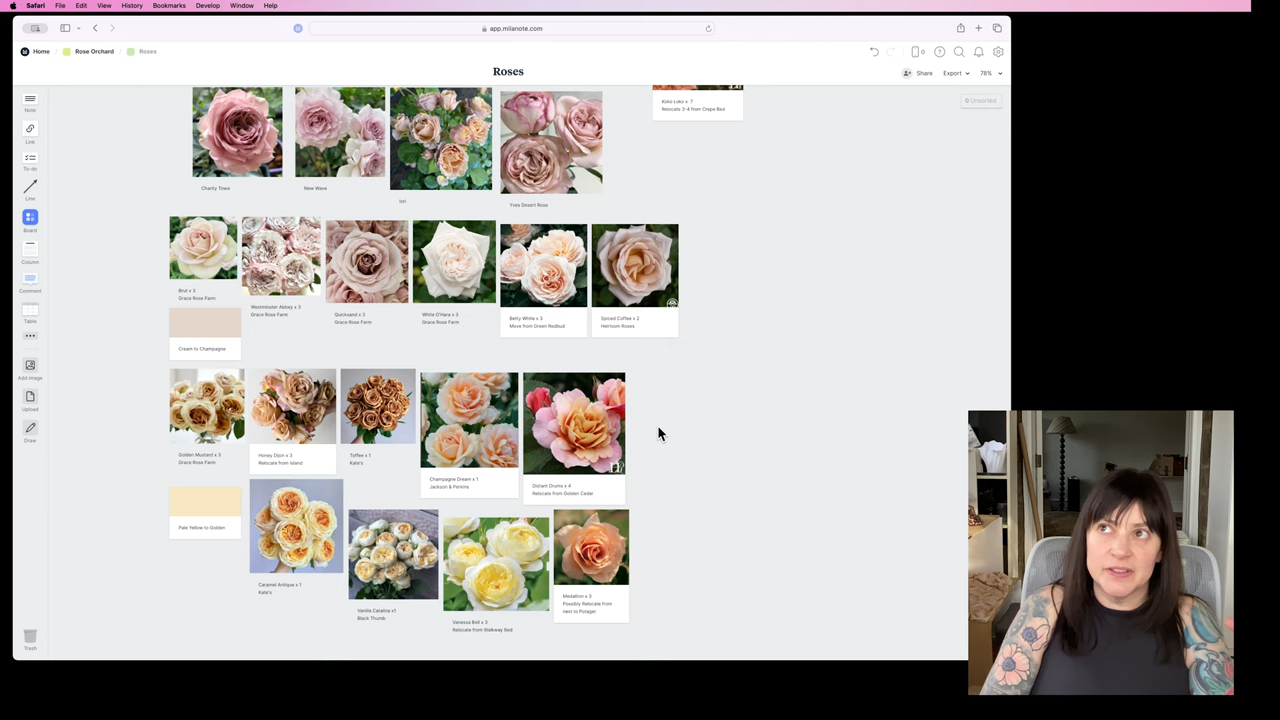 Safari File Edit View History Bookmarks Develop Window Help
app.milanote.com
Home Rose Orchard Roses
0
Roses
Share Export 78%
0 Unsorted
Note
Link
To-do
Line
Board
Column
Comment
Table
Add image
Upload
Draw
Trash
Koko Loko x 7
Relocate 3-4 from Crepe Bed
Charity Towa
New Wave
Iori
Yves Desert Rose
Brut x 3
Grace Rose Farm
Westminster Abbey x 3
Grace Rose Farm
Quicksand x 3
Grace Rose Farm
White O'Hara x 3
Grace Rose Farm
Betty White x 3
Move from Green Redbud
Spiced Coffee x 2
Heirloom Roses
Cream to Champagne
Golden Mustard x 3
Grace Rose Farm
Honey Dijon x 3
Relocate from Island
Toffee x 1
Kate's
Champagne Dream x 1
Jackson & Perkins
Distant Drums x 4
Relocate from Golden Cedar
Pale Yellow to Golden
Caramel Antique x 1
Kate's
Vanilla Catalina x1
Black Thumb
Vanessa Bell x 3
Relocate from Walkway Bed
Medallion x 3
Possibly Relocate from
next to Potager